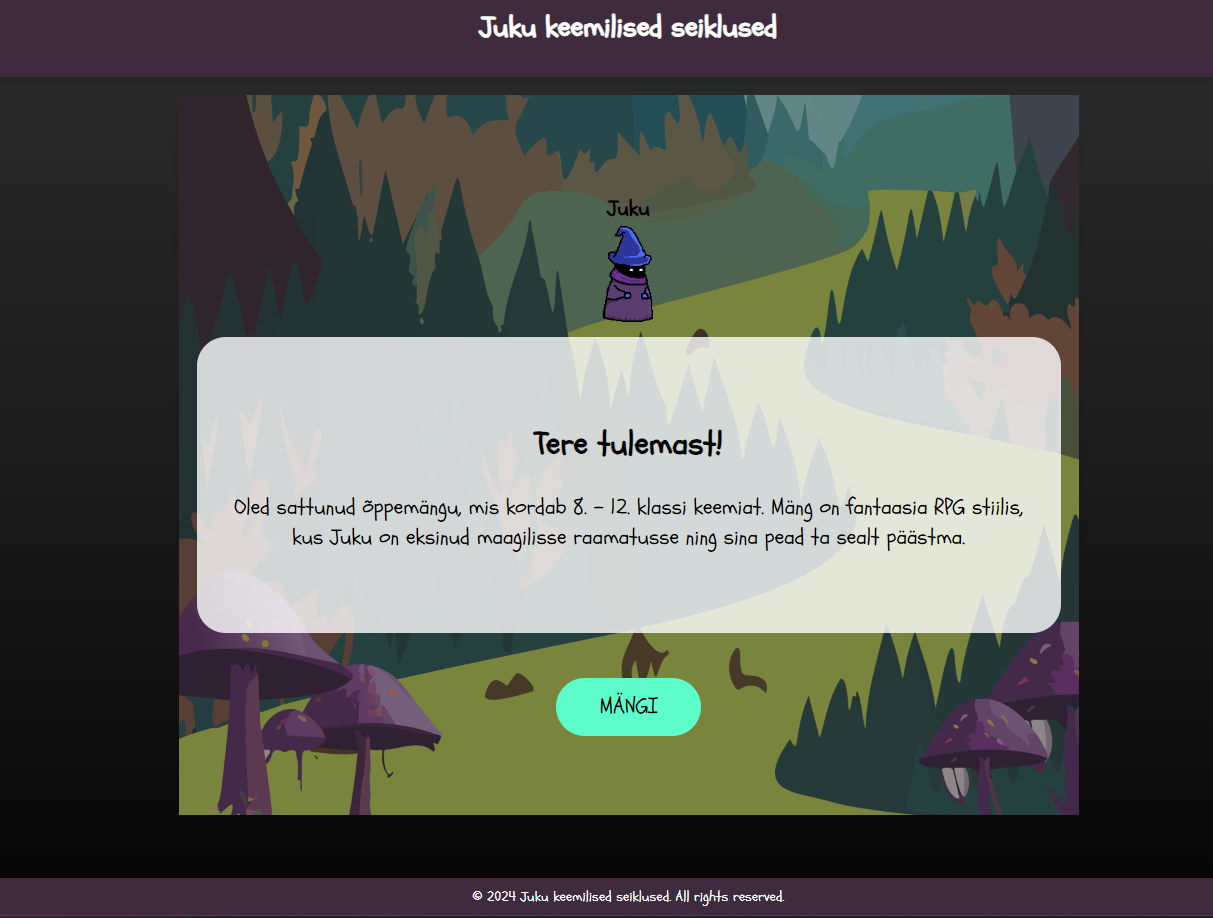 Juku keemilised seiklused
Juku
Tere tulemast!
Oled sattunud õppemängu, mis kordab 8. - 12. klassi keemiat. Mäng on fantaasia RPG stiilis,
kus Juku on eksinud maagilisse raamatusse ning sina pead ta sealt päästma.
MÄNGI
© 2024 Juku keemilised seiklused. All rights reserved.